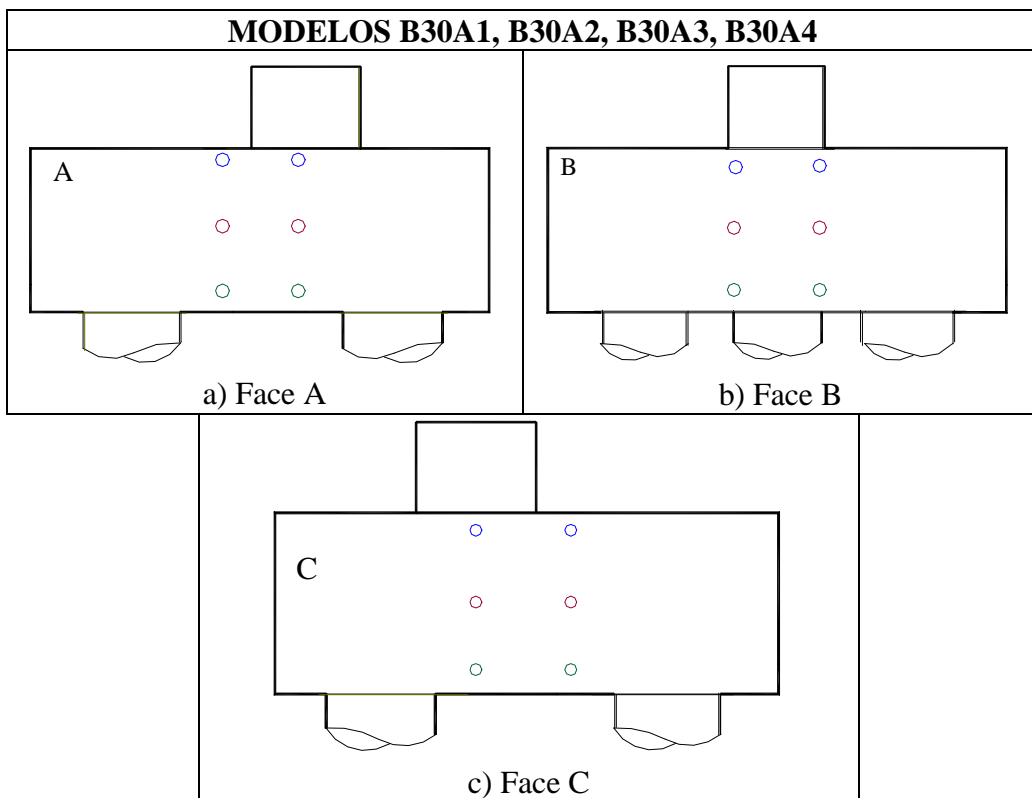 MODELOS B30A1, B30A2, B30A3, B30A4
A
B
a) Face A
b) Face B
C
c) Face C